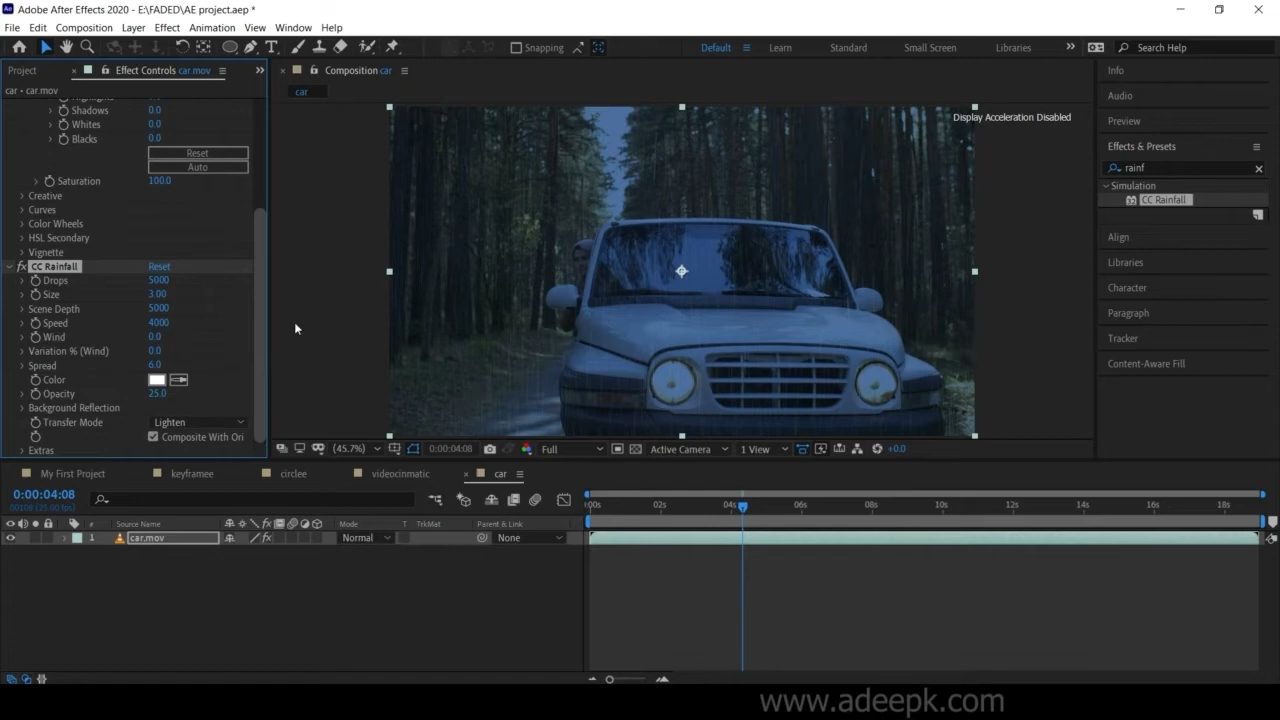 Adobe After Effects 2020 - E:\FADED\AE project.aep *
File Edit Composition Layer Effect Animation View Window Help
Snapping Default Learn Standard Small Screen Libraries Search Help
Project Effect Controls car.mov Composition car Info
car • car.mov car Audio
Display Acceleration Disabled
Shadows 0.0 Preview
Whites 0.0
Blacks 0.0 Effects & Presets
Reset
Auto rainf
Saturation 100.0 Simulation
Creative CC Rainfall
Curves
Color Wheels
HSL Secondary Align
Vignette
CC Rainfall Reset Libraries
Drops 5000
Size 3.00 Character
Scene Depth 5000 Paragraph
Speed 4000
Wind 0.0 Tracker
Variation % (Wind) 0.0
Spread 6.0 Content-Aware Fill
Color
Opacity 25.0
Background Reflection
Transfer Mode Lighten
Composite With Ori
Extras
(45.7%) 0:00:04:08 Full Active Camera 1 View +0.0
My First Project keyframee circlee videocinmatic car
0:00:04:08
00108 (25.00 fps) :00s 02s 04s 06s 08s 10s 12s 14s 16s 18s
# Source Name Mode T TrkMat Parent & Link
1 car.mov Normal None
www.adeepk.com